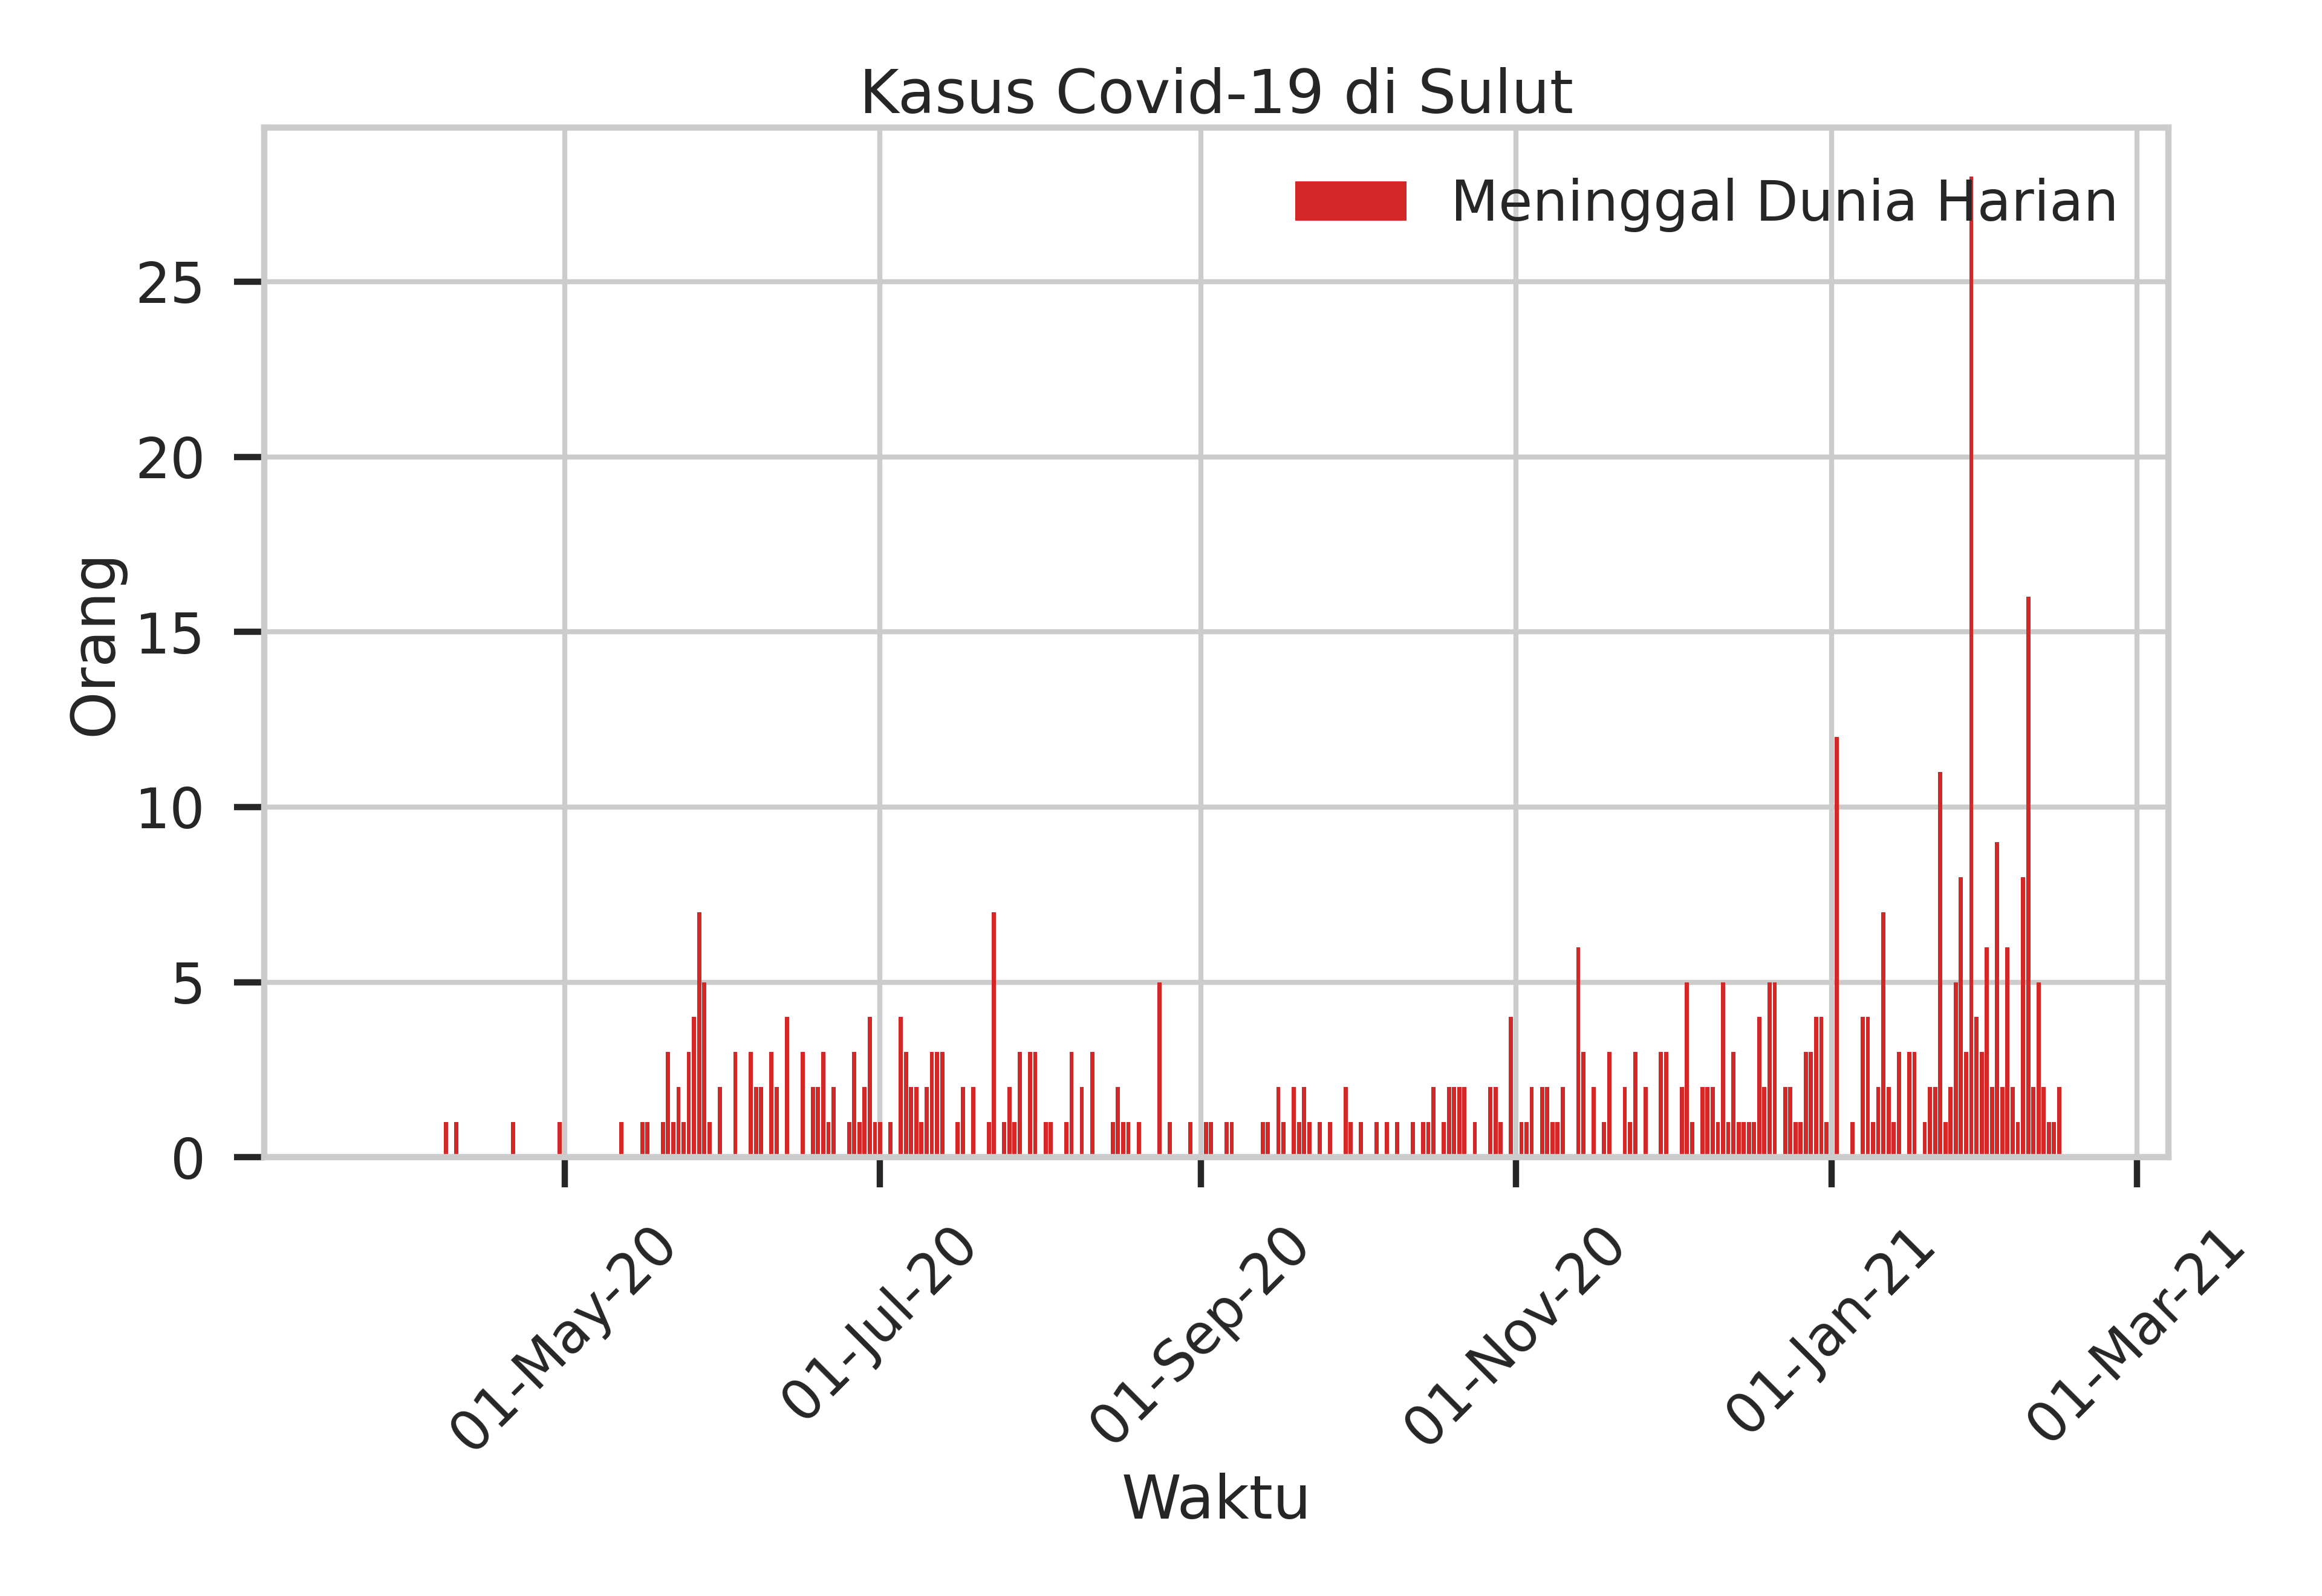 Kasus Covid-19 di Sulut
Meninggal Dunia Harian
25
20
15
10
5
0
Orang
01-May-20
01-Jul-20
01-Sep-20
01-Nov-20
01-Jan-21
01-Mar-21
Waktu